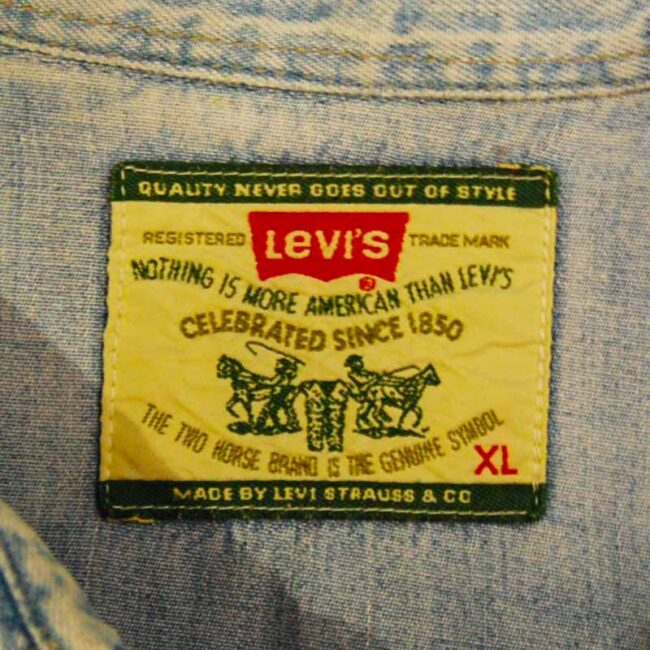 QUALITY NEVER GOES OUT OF STYLE
REGISTERED LEVI'S TRADE MARK
®
NOTHING IS MORE AMERICAN THAN LEVI'S
CELEBRATED SINCE 1850
THE TWO HORSE BRAND IS THE GENUINE SYMBOL
XL
MADE BY LEVI STRAUSS & CO